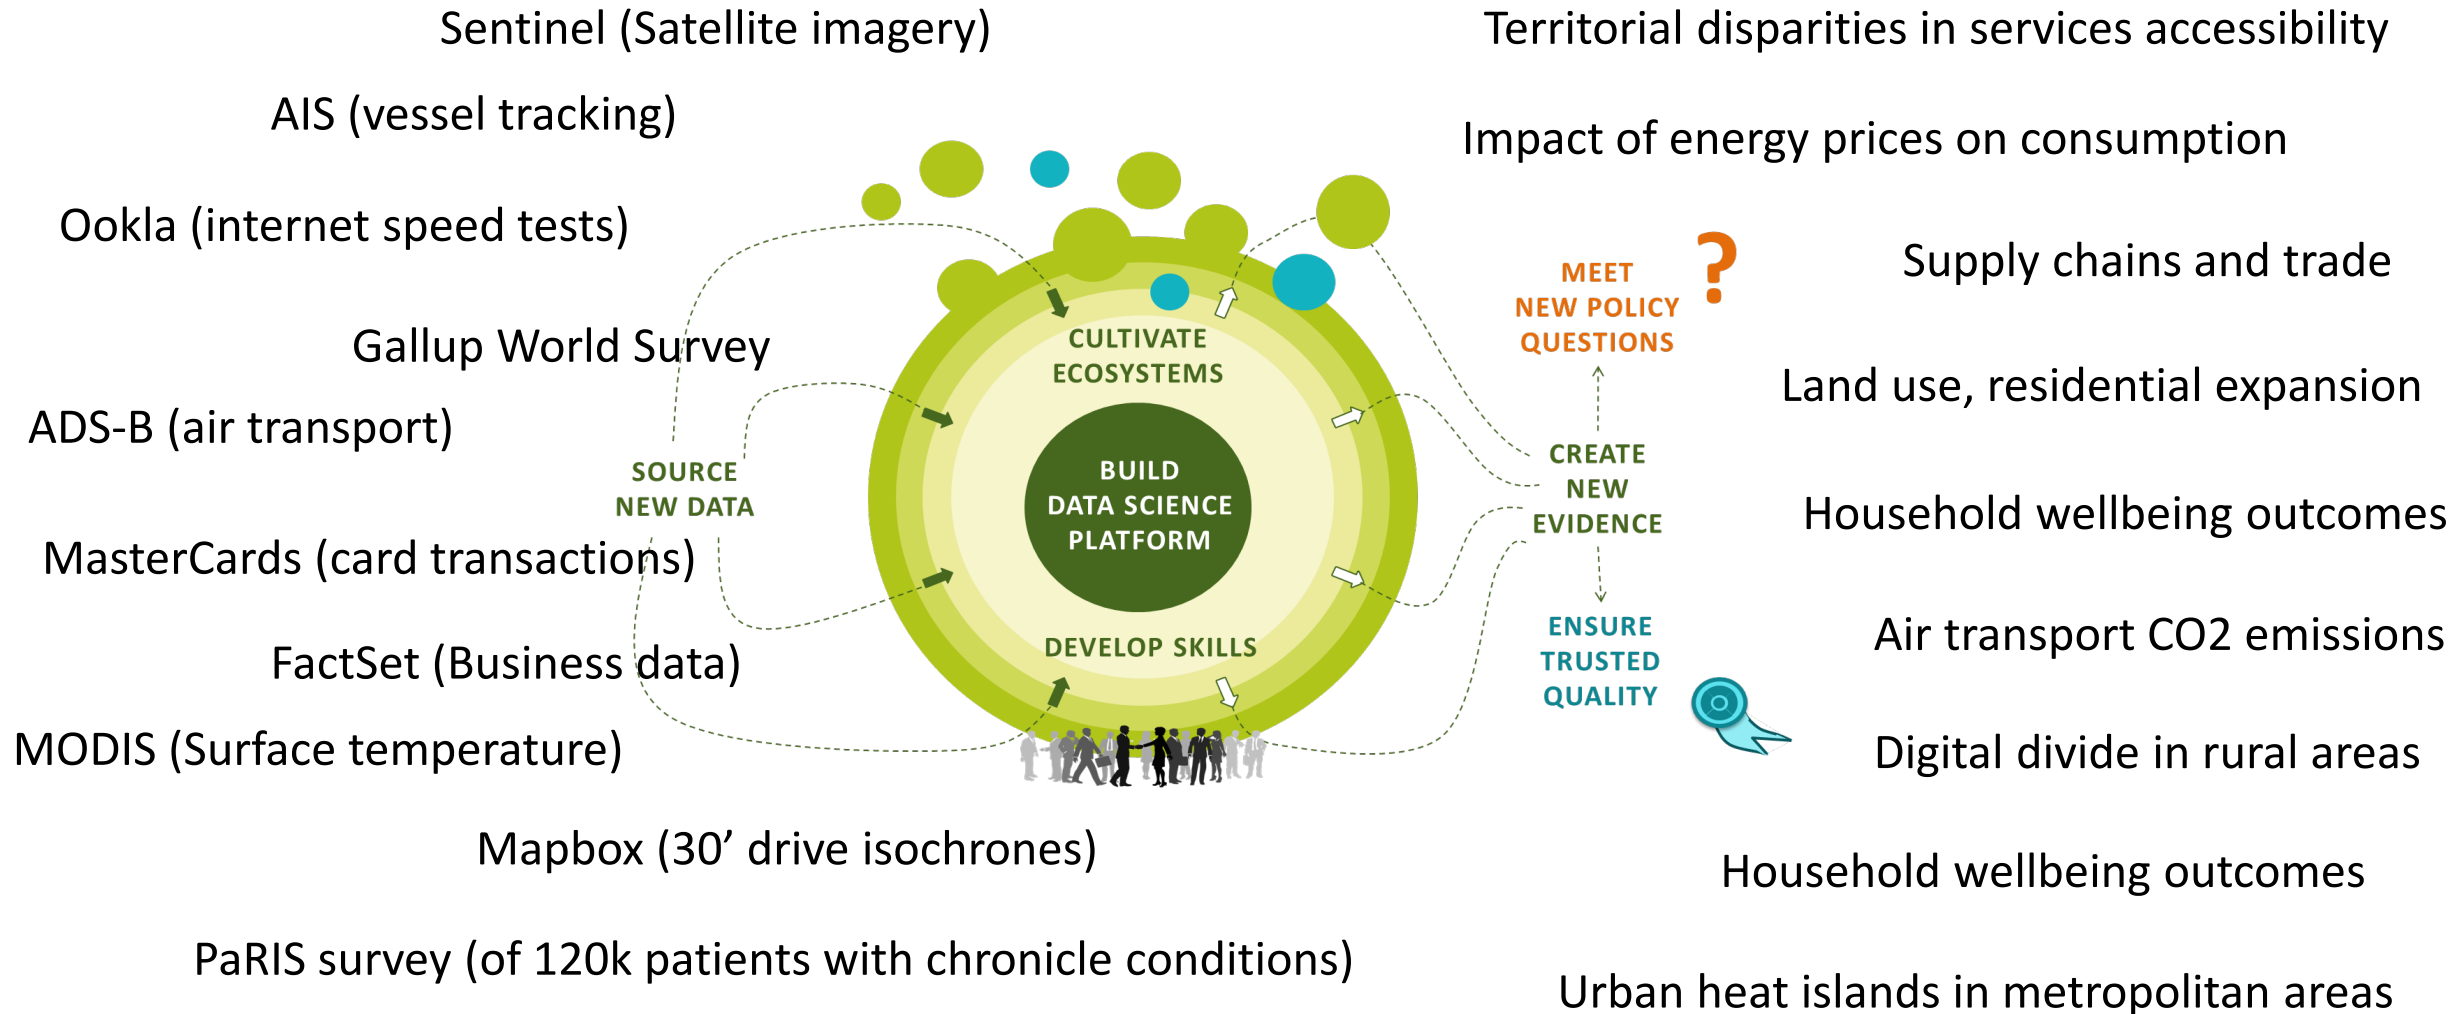 Sentinel (Satellite imagery)
AIS (vessel tracking)
Ookla (internet speed tests)
Gallup World Survey
ADS-B (air transport)
MasterCards (card transactions)
FactSet (Business data)
MODIS (Surface temperature)
Mapbox (30’ drive isochrones)
PaRIS survey (of 120k patients with chronicle conditions)
SOURCE
NEW DATA
CULTIVATE
ECOSYSTEMS
BUILD
DATA SCIENCE
PLATFORM
DEVELOP SKILLS
MEET
NEW POLICY
QUESTIONS
?
CREATE
NEW
EVIDENCE
ENSURE
TRUSTED
QUALITY
Territorial disparities in services accessibility
Impact of energy prices on consumption
Supply chains and trade
Land use, residential expansion
Household wellbeing outcomes
Air transport CO2 emissions
Digital divide in rural areas
Household wellbeing outcomes
Urban heat islands in metropolitan areas